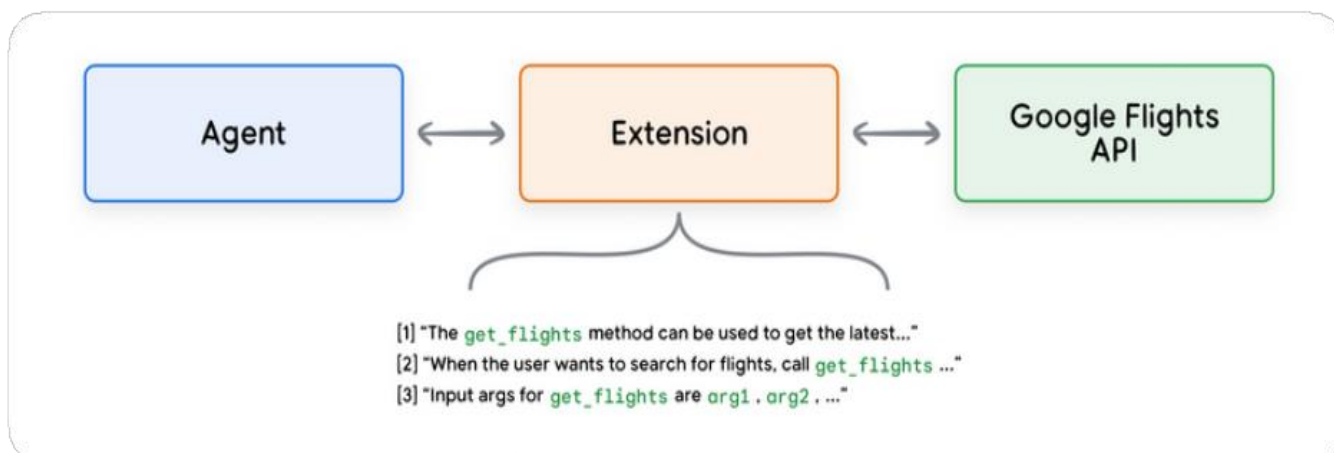 Agent
Extension
Google Flights
API
[1] "The get_flights method can be used to get the latest..."
[2] "When the user wants to search for flights, call get_flights ..."
[3] "Input args for get_flights are arg1 , arg2 , ..."